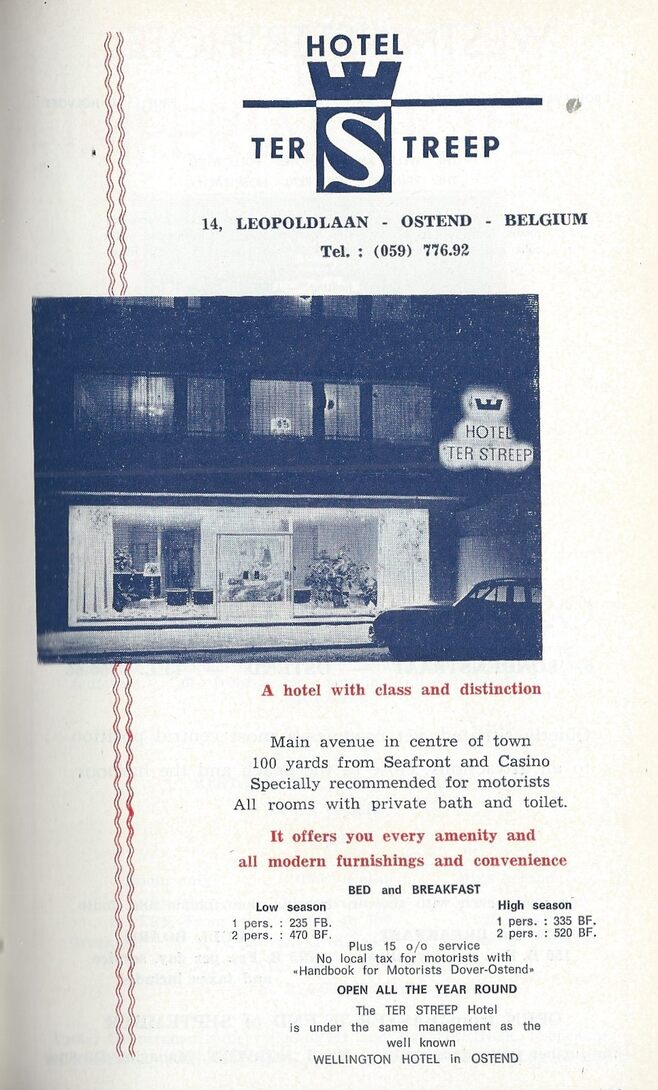 HOTEL
TER S TREEP
14, LEOPOLDLAAN - OSTEND - BELGIUM
Tel. : (059) 776.92
HOTEL
TER STREEP
A hotel with class and distinction
Main avenue in centre of town
100 yards from Seafront and Casino
Specially recommended for motorists
All rooms with private bath and toilet.
It offers you every amenity and
all modern furnishings and convenience
BED and BREAKFAST
Low season
1 pers. : 235 FB.
2 pers. : 470 BF.
High season
1 pers. : 335 BF.
2 pers. : 520 BF.
Plus 15 o/o service
No local tax for motorists with
«Handbook for Motorists Dover-Ostend»
OPEN ALL THE YEAR ROUND
The TER STREEP Hotel
is under the same management as the
well known
WELLINGTON HOTEL in OSTEND